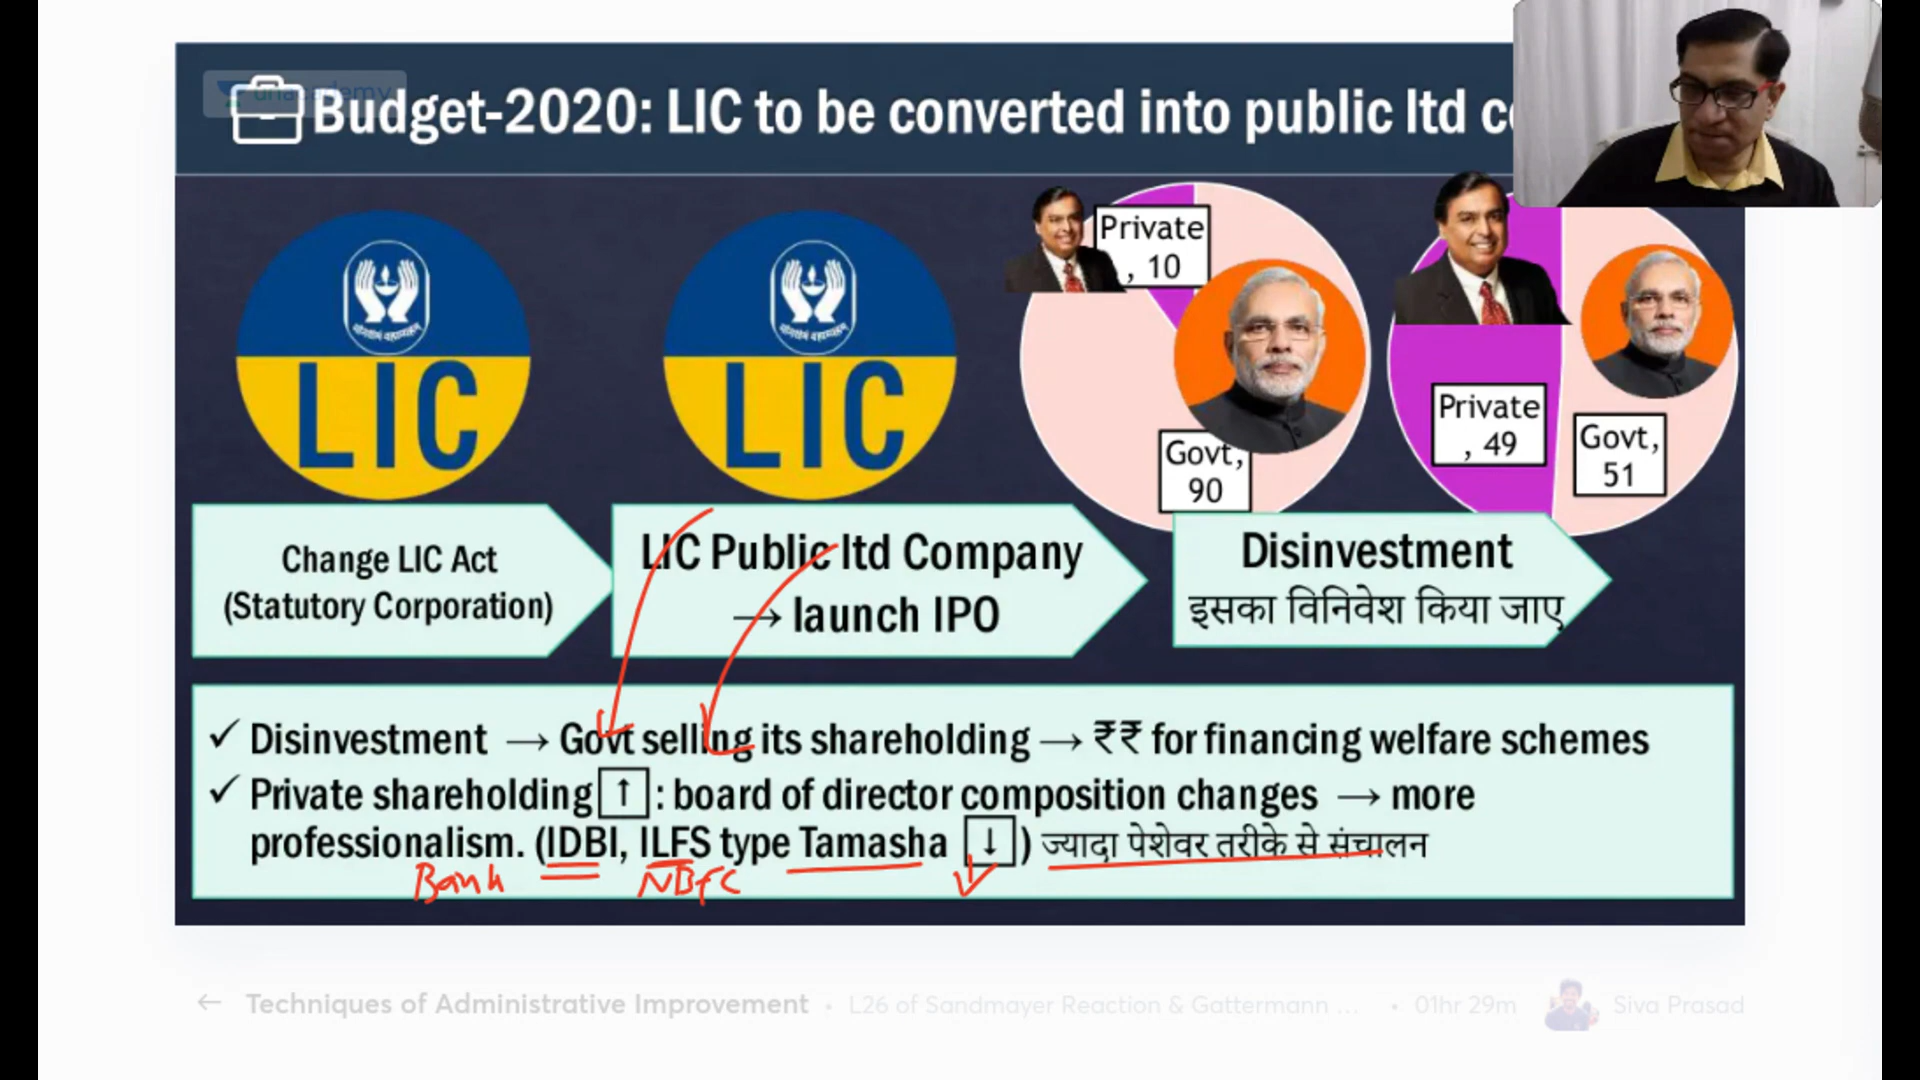 unacademy
Budget-2020: LIC to be converted into public ltd
LIC
LIC
Private
, 10
Govt,
90
Private
, 49
Govt,
51
Change LIC Act
(Statutory Corporation)
LIC Public ltd Company
→ launch IPO
Disinvestment
इसका विनिवेश किया जाए
✓ Disinvestment → Govt selling its shareholding → ₹₹ for financing welfare schemes
✓ Private shareholding ↑ : board of director composition changes → more
professionalism. (IDBI, ILFS type Tamasha ↓ ) ज्यादा पेशेवर तरीके से संचालन
Bank NBFC
← Techniques of Administrative Improvement • L26 of Sandmayer Reaction & Gattermann ... • 01hr 29m Siva Prasad